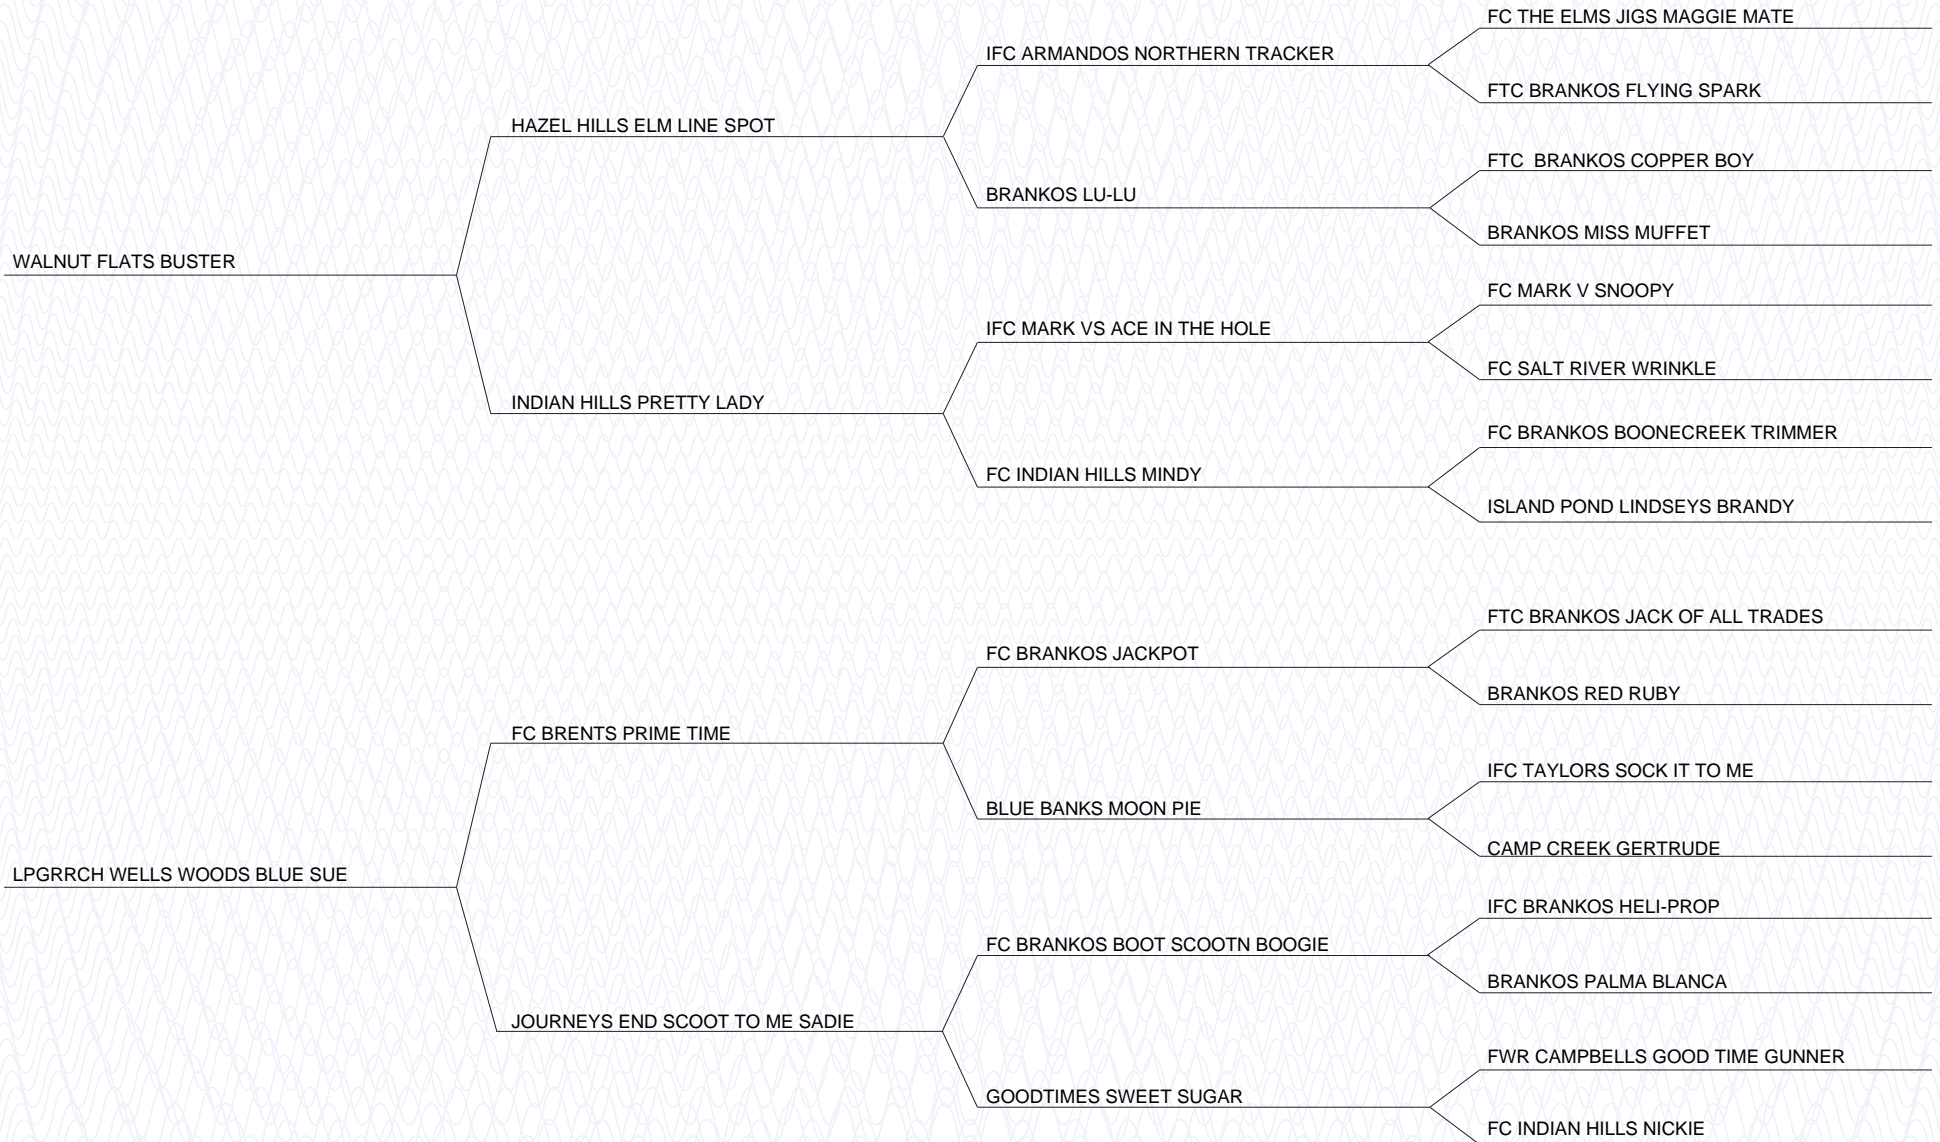 FC THE ELMS JIGS MAGGIE MATE
IFC ARMANDOS NORTHERN TRACKER
FTC BRANKOS FLYING SPARK
HAZEL HILLS ELM LINE SPOT
FTC  BRANKOS COPPER BOY
BRANKOS LU-LU
BRANKOS MISS MUFFET
WALNUT FLATS BUSTER
FC MARK V SNOOPY
IFC MARK VS ACE IN THE HOLE
FC SALT RIVER WRINKLE
INDIAN HILLS PRETTY LADY
FC BRANKOS BOONECREEK TRIMMER
FC INDIAN HILLS MINDY
ISLAND POND LINDSEYS BRANDY
FTC BRANKOS JACK OF ALL TRADES
FC BRANKOS JACKPOT
BRANKOS RED RUBY
FC BRENTS PRIME TIME
IFC TAYLORS SOCK IT TO ME
BLUE BANKS MOON PIE
CAMP CREEK GERTRUDE
LPGRRCH WELLS WOODS BLUE SUE
IFC BRANKOS HELI-PROP
FC BRANKOS BOOT SCOOTN BOOGIE
BRANKOS PALMA BLANCA
JOURNEYS END SCOOT TO ME SADIE
FWR CAMPBELLS GOOD TIME GUNNER
GOODTIMES SWEET SUGAR
FC INDIAN HILLS NICKIE